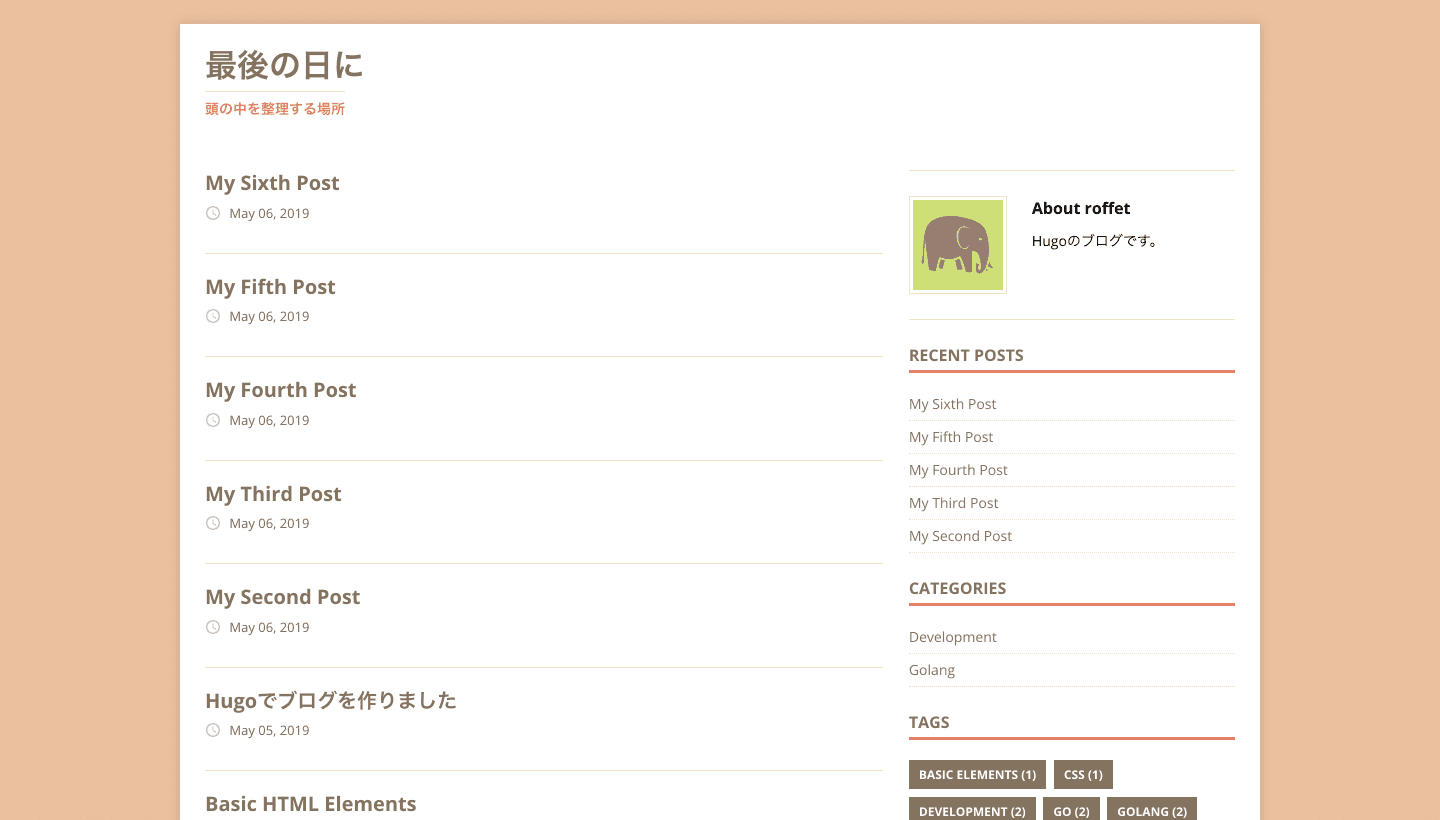 最後の日に
頭の中を整理する場所
My Sixth Post
May 06, 2019
My Fifth Post
May 06, 2019
My Fourth Post
May 06, 2019
My Third Post
May 06, 2019
My Second Post
May 06, 2019
Hugoでブログを作りました
May 05, 2019
Basic HTML Elements
About roffet
Hugoのブログです。
RECENT POSTS
My Sixth Post
My Fifth Post
My Fourth Post
My Third Post
My Second Post
CATEGORIES
Development
Golang
TAGS
BASIC ELEMENTS (1) CSS (1)
DEVELOPMENT (2) GO (2) GOLANG (2)